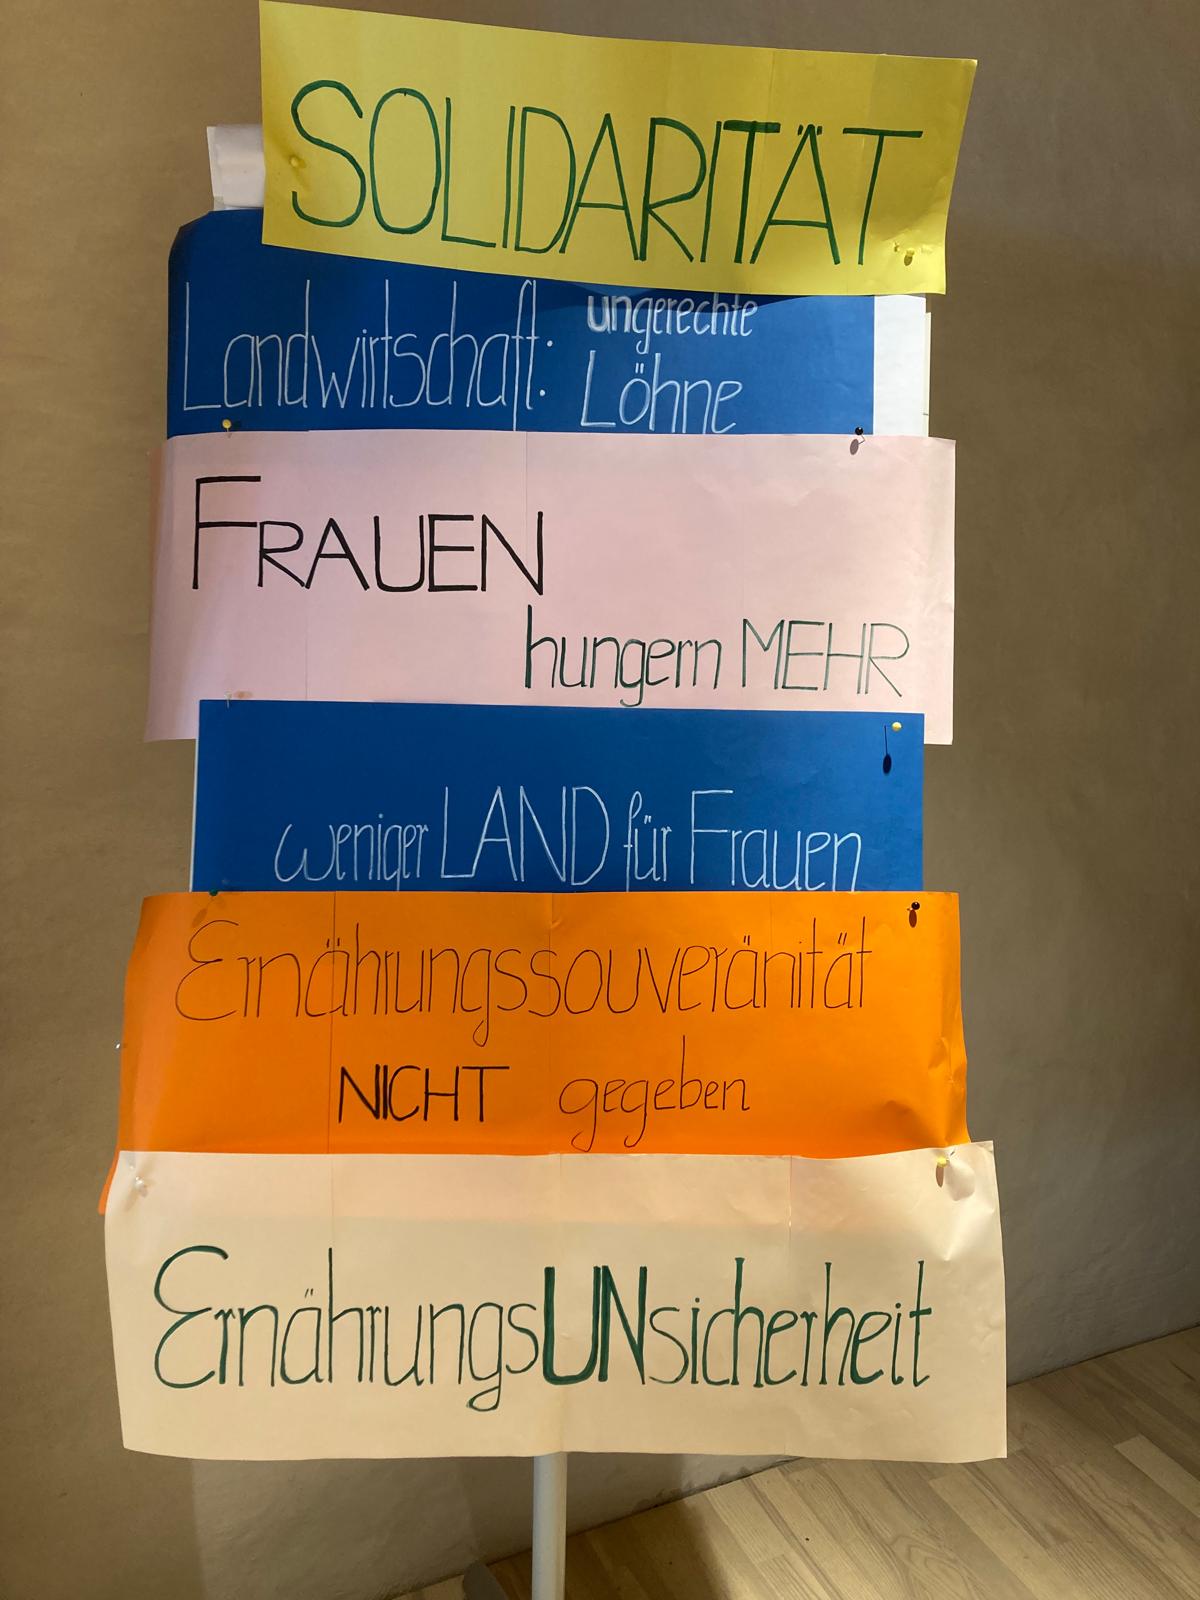 SOLIDARITÄT
Landwirtschaft: ungerechte
Löhne
FRAUEN
hungern MEHR
weniger LAND für Frauen
Ernährungssouveränität
NICHT gegeben
ErnährungsUNsicherheit